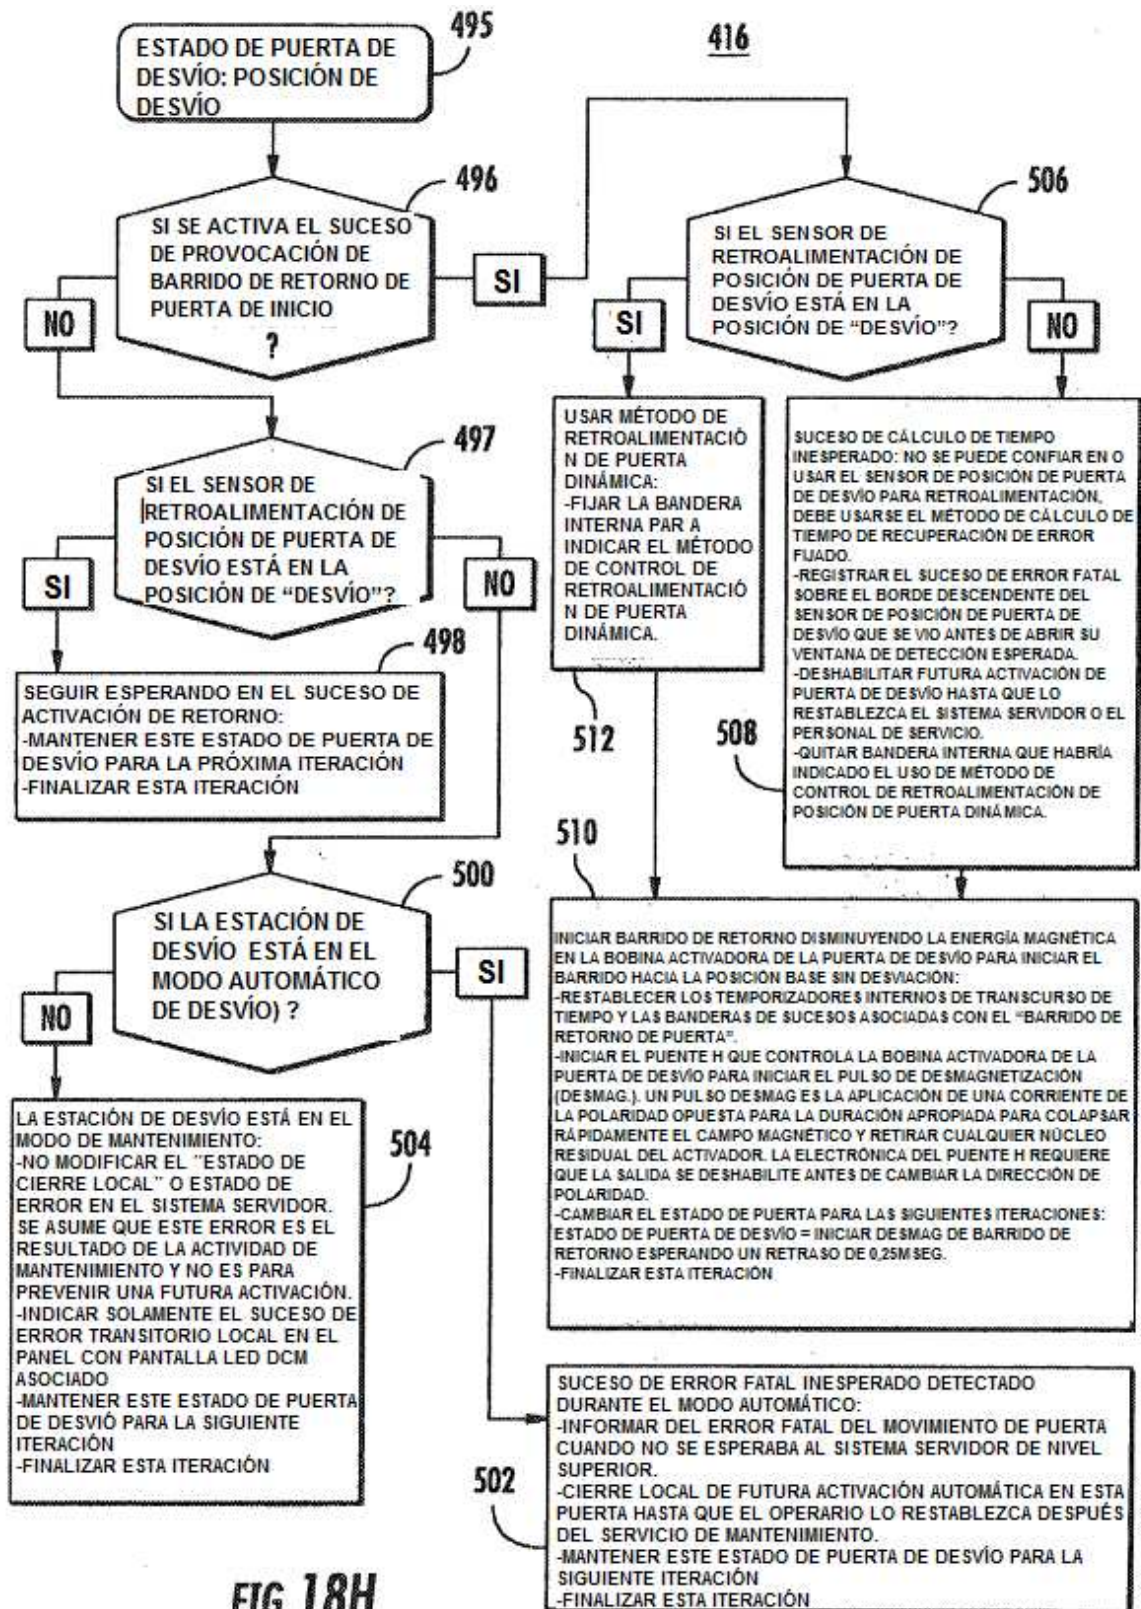 495
ESTADO DE PUERTA DE
DESVÍO: POSICIÓN DE
DESVÍO
416
496
SI SE ACTIVA EL SUCESO
DE PROVOCACIÓN DE
BARRIDO DE RETORNO DE
PUERTA DE INICIO
?
NO
SI
497
SI EL SENSOR DE
RETROALIMENTACIÓN DE
POSICIÓN DE PUERTA DE
DESVÍO ESTÁ EN LA
POSICIÓN DE “DESVÍO”?
SI
NO
498
SEGUIR ESPERANDO EN EL SUCESO DE
ACTIVACIÓN DE RETORNO:
-MANTENER ESTE ESTADO DE PUERTA DE
DESVÍO PARA LA PRÓXIMA ITERACIÓN
-FINALIZAR ESTA ITERACIÓN
500
SI LA ESTACIÓN DE
DESVÍO ESTÁ EN EL
MODO AUTOMÁTICO
DE DESVÍO) ?
NO
SI
LA ESTACIÓN DE DESVÍO ESTÁ EN EL
MODO DE MANTENIMIENTO:
-NO MODIFICAR EL "ESTADO DE
CIERRE LOCAL” O ESTADO DE
ERROR EN EL SISTEMA SERVIDOR.
SE ASUME QUE ESTE ERROR ES EL
RESULTADO DE LA ACTIVIDAD DE
MANTENIMIENTO Y NO ES PARA
PREVENIR UNA FUTURA ACTIVACIÓN.
-INDICAR SOLAMENTE EL SUCESO DE
ERROR TRANSITORIO LOCAL EN EL
PANEL CON PANTALLA LED DCM
ASOCIADO
-MANTENER ESTE ESTADO DE PUERTA
DE DESVIÓ PARA LA SIGUIENTE
ITERACIÓN
-FINALIZAR ESTA ITERACIÓN
504
506
SI EL SENSOR DE
RETROALIMENTACIÓN DE
POSICIÓN DE PUERTA DE
DESVÍO ESTÁ EN LA
POSICIÓN DE “DESVÍO”?
SI
NO
USAR MÉTODO DE
RETROALIMENTACIÓ
N DE PUERTA
DINÁMICA:
-FIJAR LA BANDERA
INTERNA PAR A
INDICAR EL MÉTODO
DE CONTROL DE
RETROALIMENTACIÓ
N DE PUERTA
DINÁMICA.
512
SUCESO DE CÁLCULO DE TIEMPO
INESPERADO: NO SE PUEDE CONFIAR EN O
USAR EL SENSOR DE POSICIÓN DE PUERTA
DE DESVÍO PARA RETROALIMENTACIÓN,
DEBE USARSE EL MÉTODO DE CÁLCULO DE
TIEMPO DE RECUPERACIÓN DE ERROR
FIJADO.
-REGISTRAR EL SUCESO DE ERROR FATAL
SOBRE EL BORDE DESCENDENTE DEL
SENSOR DE POSICIÓN DE PUERTA DE
DESVÍO QUE SE VIO ANTES DE ABRIR SU
VENTANA DE DETECCIÓN ESPERADA.
-DESHABILITAR FUTURA ACTIVACIÓN DE
PUERTA DE DESVÍO HASTA QUE LO
RESTABLEZCA EL SISTEMA SERVIDOR O EL
PERSONAL DE SERVICIO.
-QUITAR BANDERA INTERNA QUE HABRÍA
INDICADO EL USO DE MÉTODO DE
CONTROL DE RETROALIMENTACIÓN DE
POSICIÓN DE PUERTA DINÁMICA.
508
510
INICIAR BARRIDO DE RETORNO DISMINUYENDO LA ENERGÍA MAGNÉTICA
EN LA BOBINA ACTIVADORA DE LA PUERTA DE DESVÍO PARA INICIAR EL
BARRIDO HACIA LA POSICIÓN BASE SIN DESVIACIÓN:
-RESTABLECER LOS TEMPORIZADORES INTERNOS DE TRANSCURSO DE
TIEMPO Y LAS BANDERAS DE SUCESOS ASOCIADAS CON EL “BARRIDO DE
RETORNO DE PUERTA”.
-INICIAR EL PUENTE H QUE CONTROLA LA BOBINA ACTIVADORA DE LA
PUERTA DE DESVÍO PARA INICIAR EL PULSO DE DESMAGNETIZACIÓN
(DESMAG.). UN PULSO DESMAG ES LA APLICACIÓN DE UNA CORRIENTE DE
LA POLARIDAD OPUESTA PARA LA DURACIÓN APROPIADA PARA COLAPSAR
RÁPIDAMENTE EL CAMPO MAGNÉTICO Y RETIRAR CUALQUIER NÚCLEO
RESIDUAL DEL ACTIVADOR. LA ELECTRÓNICA DEL PUENTE H REQUIERE
QUE LA SALIDA SE DESHABILITE ANTES DE CAMBIAR LA DIRECCIÓN DE
POLARIDAD.
-CAMBIAR EL ESTADO DE PUERTA PARA LAS SIGUIENTES ITERACIONES:
ESTADO DE PUERTA DE DESVÍO = INICIAR DESMAG DE BARRIDO DE
RETORNO ESPERANDO UN RETRASO DE 0,25M SEG.
-FINALIZAR ESTA ITERACIÓN
SUCESO DE ERROR FATAL INESPERADO DETECTADO
DURANTE EL MODO AUTOMÁTICO:
-INFORMAR DEL ERROR FATAL DEL MOVIMIENTO DE PUERTA
CUANDO NO SE ESPERABA AL SISTEMA SERVIDOR DE NIVEL
SUPERIOR.
-CIERRE LOCAL DE FUTURA ACTIVACIÓN AUTOMÁTICA EN ESTA
PUERTA HASTA QUE EL OPERARIO LO RESTABLEZCA DESPUÉS
DEL SERVICIO DE MANTENIMIENTO.
-MANTENER ESTE ESTADO DE PUERTA DE DESVÍO PARA LA
SIGUIENTE ITERACIÓN
-FINALIZAR ESTA ITERACIÓN
502
FIG. 18H